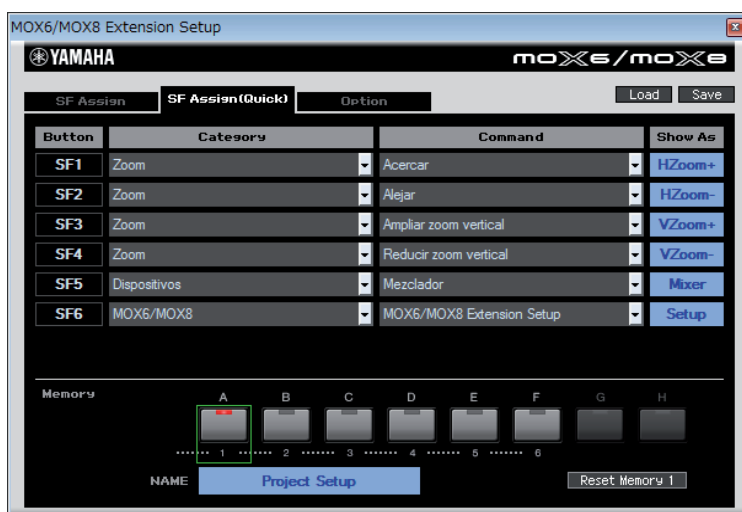 MOX6/MOX8 Extension Setup
YAMAHA MOX6/MOX8
SF Assign SF Assign(Quick) Option Load Save
Button Category Command Show As
SF1 Zoom Acercar HZoom+
SF2 Zoom Alejar HZoom-
SF3 Zoom Ampliar zoom vertical VZoom+
SF4 Zoom Reducir zoom vertical VZoom-
SF5 Dispositivos Mezclador Mixer
SF6 MOX6/MOX8 MOX6/MOX8 Extension Setup Setup
Memory A B C D E F G H
1 2 3 4 5 6
NAME Project Setup Reset Memory 1